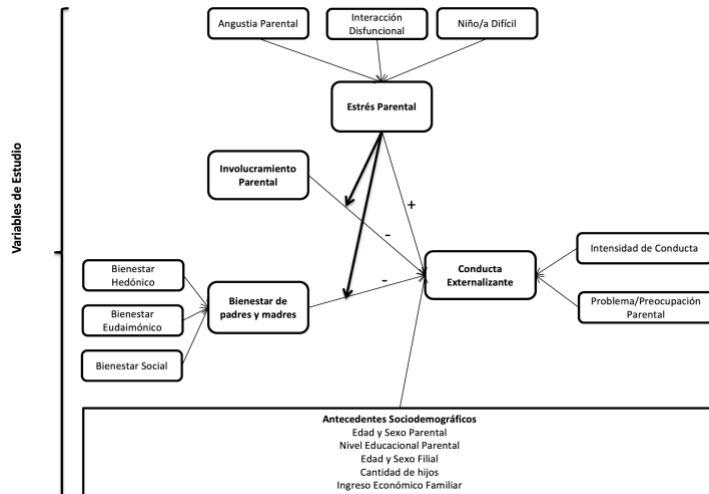 Angustia Parental
Interacción
Disfuncional
Niño/a Difícil
Estrés Parental
Variables de Estudio
Involucramiento
Parental
+
-
Intensidad de Conducta
Bienestar
Hedónico
Conducta
Externalizante
-
Bienestar
Eudaimónico
Bienestar de
padres y madres
Problema/Preocupación
Parental
Bienestar Social
Antecedentes Sociodemográficos
Edad y Sexo Parental
Nivel Educacional Parental
Edad y Sexo Filial
Cantidad de hijos
Ingreso Económico Familiar